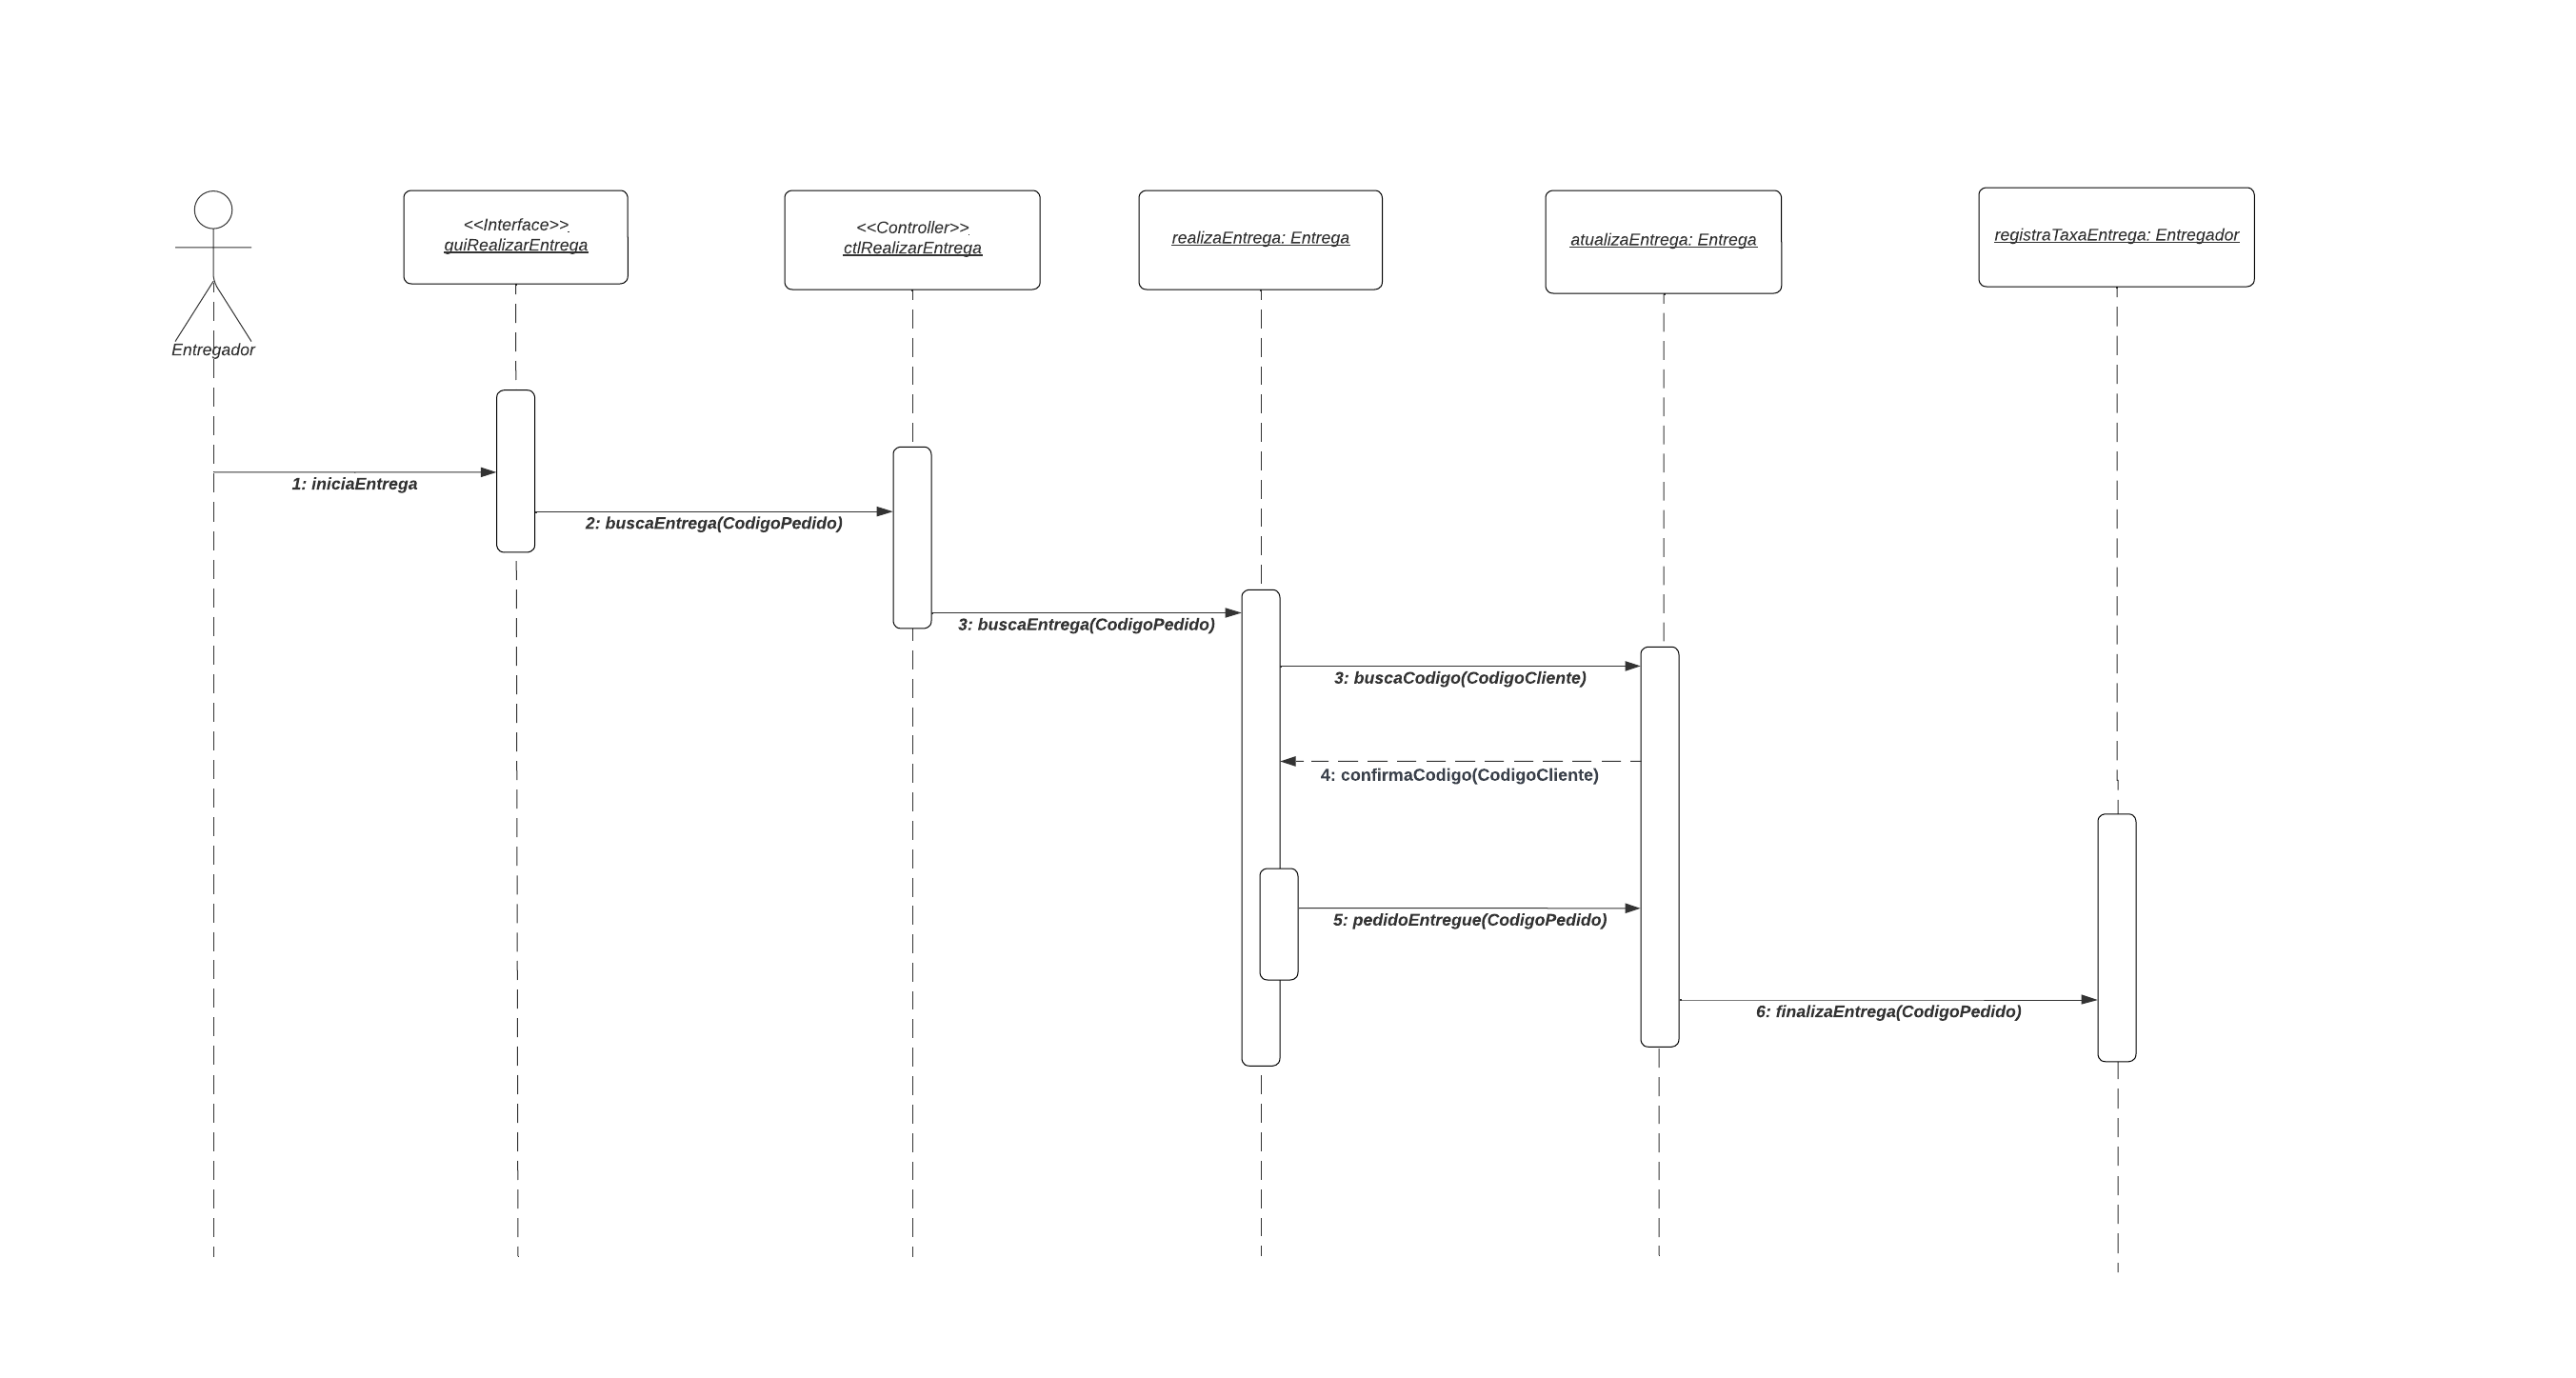 Entregador
<<Interface>>
guiRealizarEntrega
<<Controller>>
ctlRealizarEntrega
realizaEntrega: Entrega
atualizaEntrega: Entrega
registraTaxaEntrega: Entregador
1: iniciaEntrega
2: buscaEntrega(CodigoPedido)
3: buscaEntrega(CodigoPedido)
3: buscaCodigo(CodigoCliente)
4: confirmaCodigo(CodigoCliente)
5: pedidoEntregue(CodigoPedido)
6: finalizaEntrega(CodigoPedido)